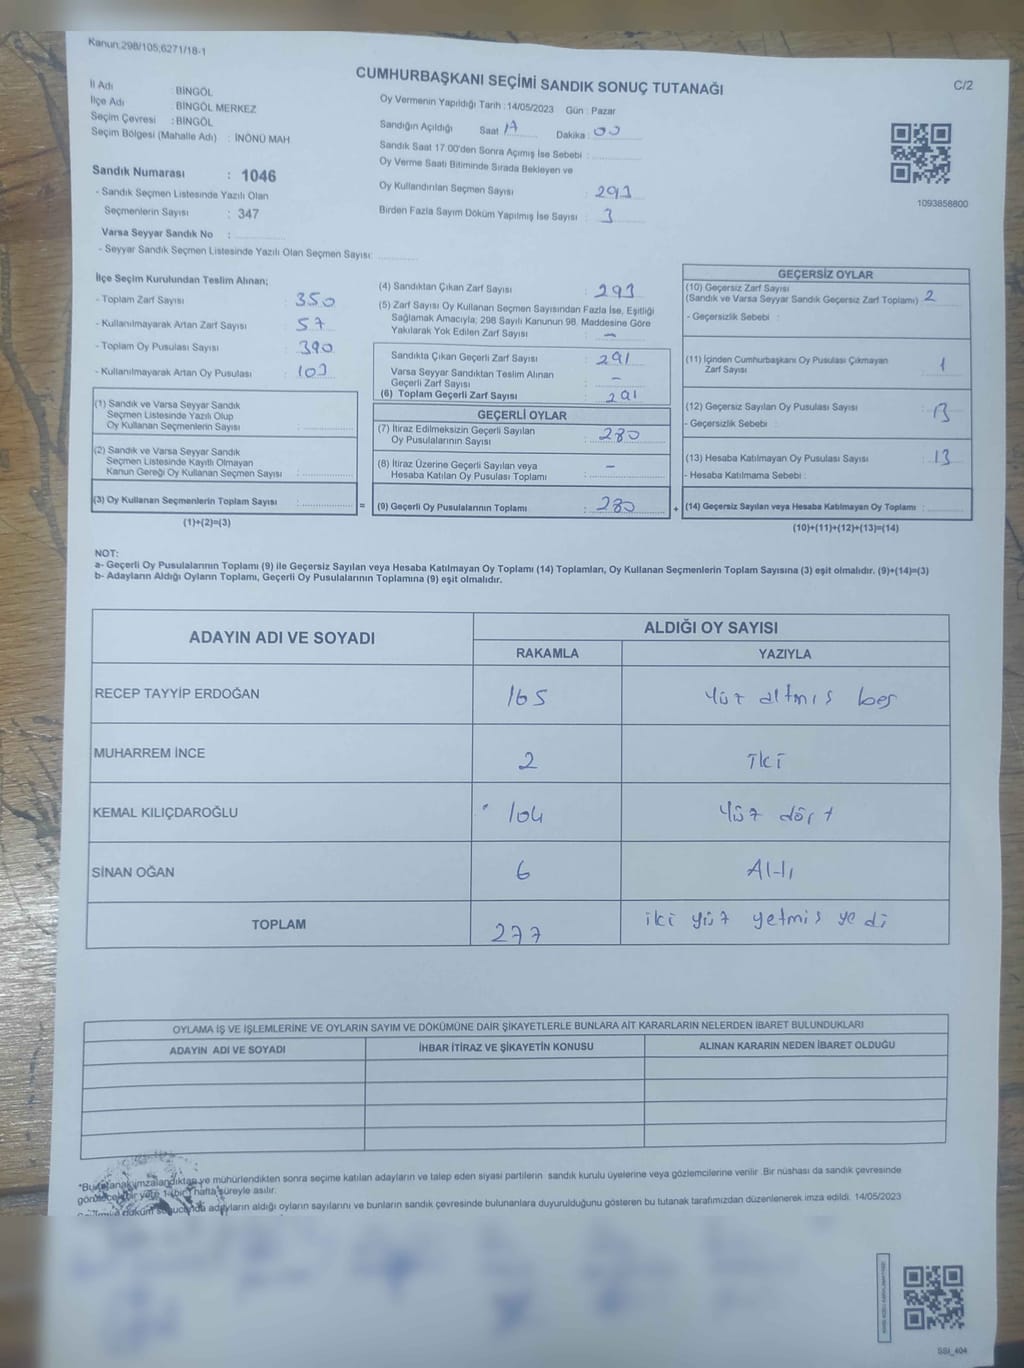 Kanun:298/105;6271/18-1
CUMHURBAŞKANI SEÇİMİ SANDIK SONUÇ TUTANAĞI
C/2
İl Adı : BİNGÖL
İlçe Adı : BİNGÖL MERKEZ
Seçim Çevresi : BİNGÖL
Seçim Bölgesi (Mahalle Adı) : İNÖNÜ MAH
Oy Vermenin Yapıldığı Tarih : 14/05/2023 Gün : Pazar
Sandığın Açıldığı Saat 17 Dakika : 00
Sandık Saat 17:00'den Sonra Açımış İse Sebebi :
Oy Verme Saati Bitiminde Sırada Bekleyen ve
Oy Kullandırılan Seçmen Sayısı : 293
Birden Fazla Sayım Döküm Yapılmış İse Sayısı : 3
1093858800
Sandık Numarası : 1046
- Sandık Seçmen Listesinde Yazılı Olan
Seçmenlerin Sayısı : 347
Varsa Seyyar Sandık No :
- Seyyar Sandık Seçmen Listesinde Yazılı Olan Seçmen Sayısı:
İlçe Seçim Kurulundan Teslim Alınan;
- Toplam Zarf Sayısı : 350
- Kullanılmayarak Artan Zarf Sayısı : 57
- Toplam Oy Pusulası Sayısı : 390
- Kullanılmayarak Artan Oy Pusulası : 103
(1) Sandık ve Varsa Seyyar Sandık
Seçmen Listesinde Yazılı Olup
Oy Kullanan Seçmenlerin Sayısı :
(2) Sandık ve Varsa Seyyar Sandık
Seçmen Listesinde Kayıtlı Olmayan
Kanun Gereği Oy Kullanan Seçmen Sayısı :
(3) Oy Kullanan Seçmenlerin Toplam Sayısı : =
(1)+(2)=(3)
(4) Sandıktan Çıkan Zarf Sayısı : 293
(5) Zarf Sayısı Oy Kullanan Seçmen Sayısından Fazla İse, Eşitliği
Sağlamak Amacıyla; 298 Sayılı Kanunun 98. Maddesine Göre
Yakılarak Yok Edilen Zarf Sayısı : -
Sandıkta Çıkan Geçerli Zarf Sayısı : 291
Varsa Seyyar Sandıktan Teslim Alınan
Geçerli Zarf Sayısı : -
(6) Toplam Geçerli Zarf Sayısı : 291
GEÇERLİ OYLAR
(7) İtiraz Edilmeksizin Geçerli Sayılan
Oy Pusulalarının Sayısı : 280
(8) İtiraz Üzerine Geçerli Sayılan veya
Hesaba Katılan Oy Pusulası Toplamı : -
(9) Geçerli Oy Pusulalarının Toplamı : 280 +
GEÇERSİZ OYLAR
(10) Geçersiz Zarf Sayısı
(Sandık ve Varsa Seyyar Sandık Geçersiz Zarf Toplamı) : 2
- Geçersizlik Sebebi :
(11) İçinden Cumhurbaşkanı Oy Pusulası Çıkmayan
Zarf Sayısı : 1
(12) Geçersiz Sayılan Oy Pusulası Sayısı : 13
- Geçersizlik Sebebi :
(13) Hesaba Katılmayan Oy Pusulası Sayısı : 13
- Hesaba Katılmama Sebebi :
(14) Geçersiz Sayılan veya Hesaba Katılmayan Oy Toplamı :
(10)+(11)+(12)+(13)=(14)
NOT:
a- Geçerli Oy Pusulalarının Toplamı (9) ile Geçersiz Sayılan veya Hesaba Katılmayan Oy Toplamı (14) Toplamları, Oy Kullanan Seçmenlerin Toplam Sayısına (3) eşit olmalıdır. (9)+(14)=(3)
b- Adayların Aldığı Oyların Toplamı, Geçerli Oy Pusulalarının Toplamına (9) eşit olmalıdır.
ADAYIN ADI VE SOYADI ALDIĞI OY SAYISI
RAKAMLA YAZIYLA
RECEP TAYYİP ERDOĞAN 165 Yüz altmış beş
MUHARREM İNCE 2 İki
KEMAL KILIÇDAROĞLU 104 Yüz dört
SİNAN OĞAN 6 Altı
TOPLAM 277 iki yüz yetmiş yedi
OYLAMA İŞ VE İŞLEMLERİNE VE OYLARIN SAYIM VE DÖKÜMÜNE DAİR ŞİKAYETLERLE BUNLARA AİT KARARLARIN NELERDEN İBARET BULUNDUKLARI
ADAYIN ADI VE SOYADI İHBAR İTİRAZ VE ŞİKAYETİN KONUSU ALINAN KARARIN NEDEN İBARET OLDUĞU
*Bu tutanak imzalandıktan ve mühürlendikten sonra seçime katılan adayların ve talep eden siyasi partilerin sandık kurulu üyelerine veya gözlemcilerine verilir. Bir nüshası da sandık çevresinde
görülecek bir yere 1 (bir) hafta süreyle asılır.
döküm sonucunda adayların aldığı oyların sayılarını ve bunların sandık çevresinde bulunanlara duyurulduğunu gösteren bu tutanak tarafımızdan düzenlenerek imza edildi. 14/05/2023
SSI_404